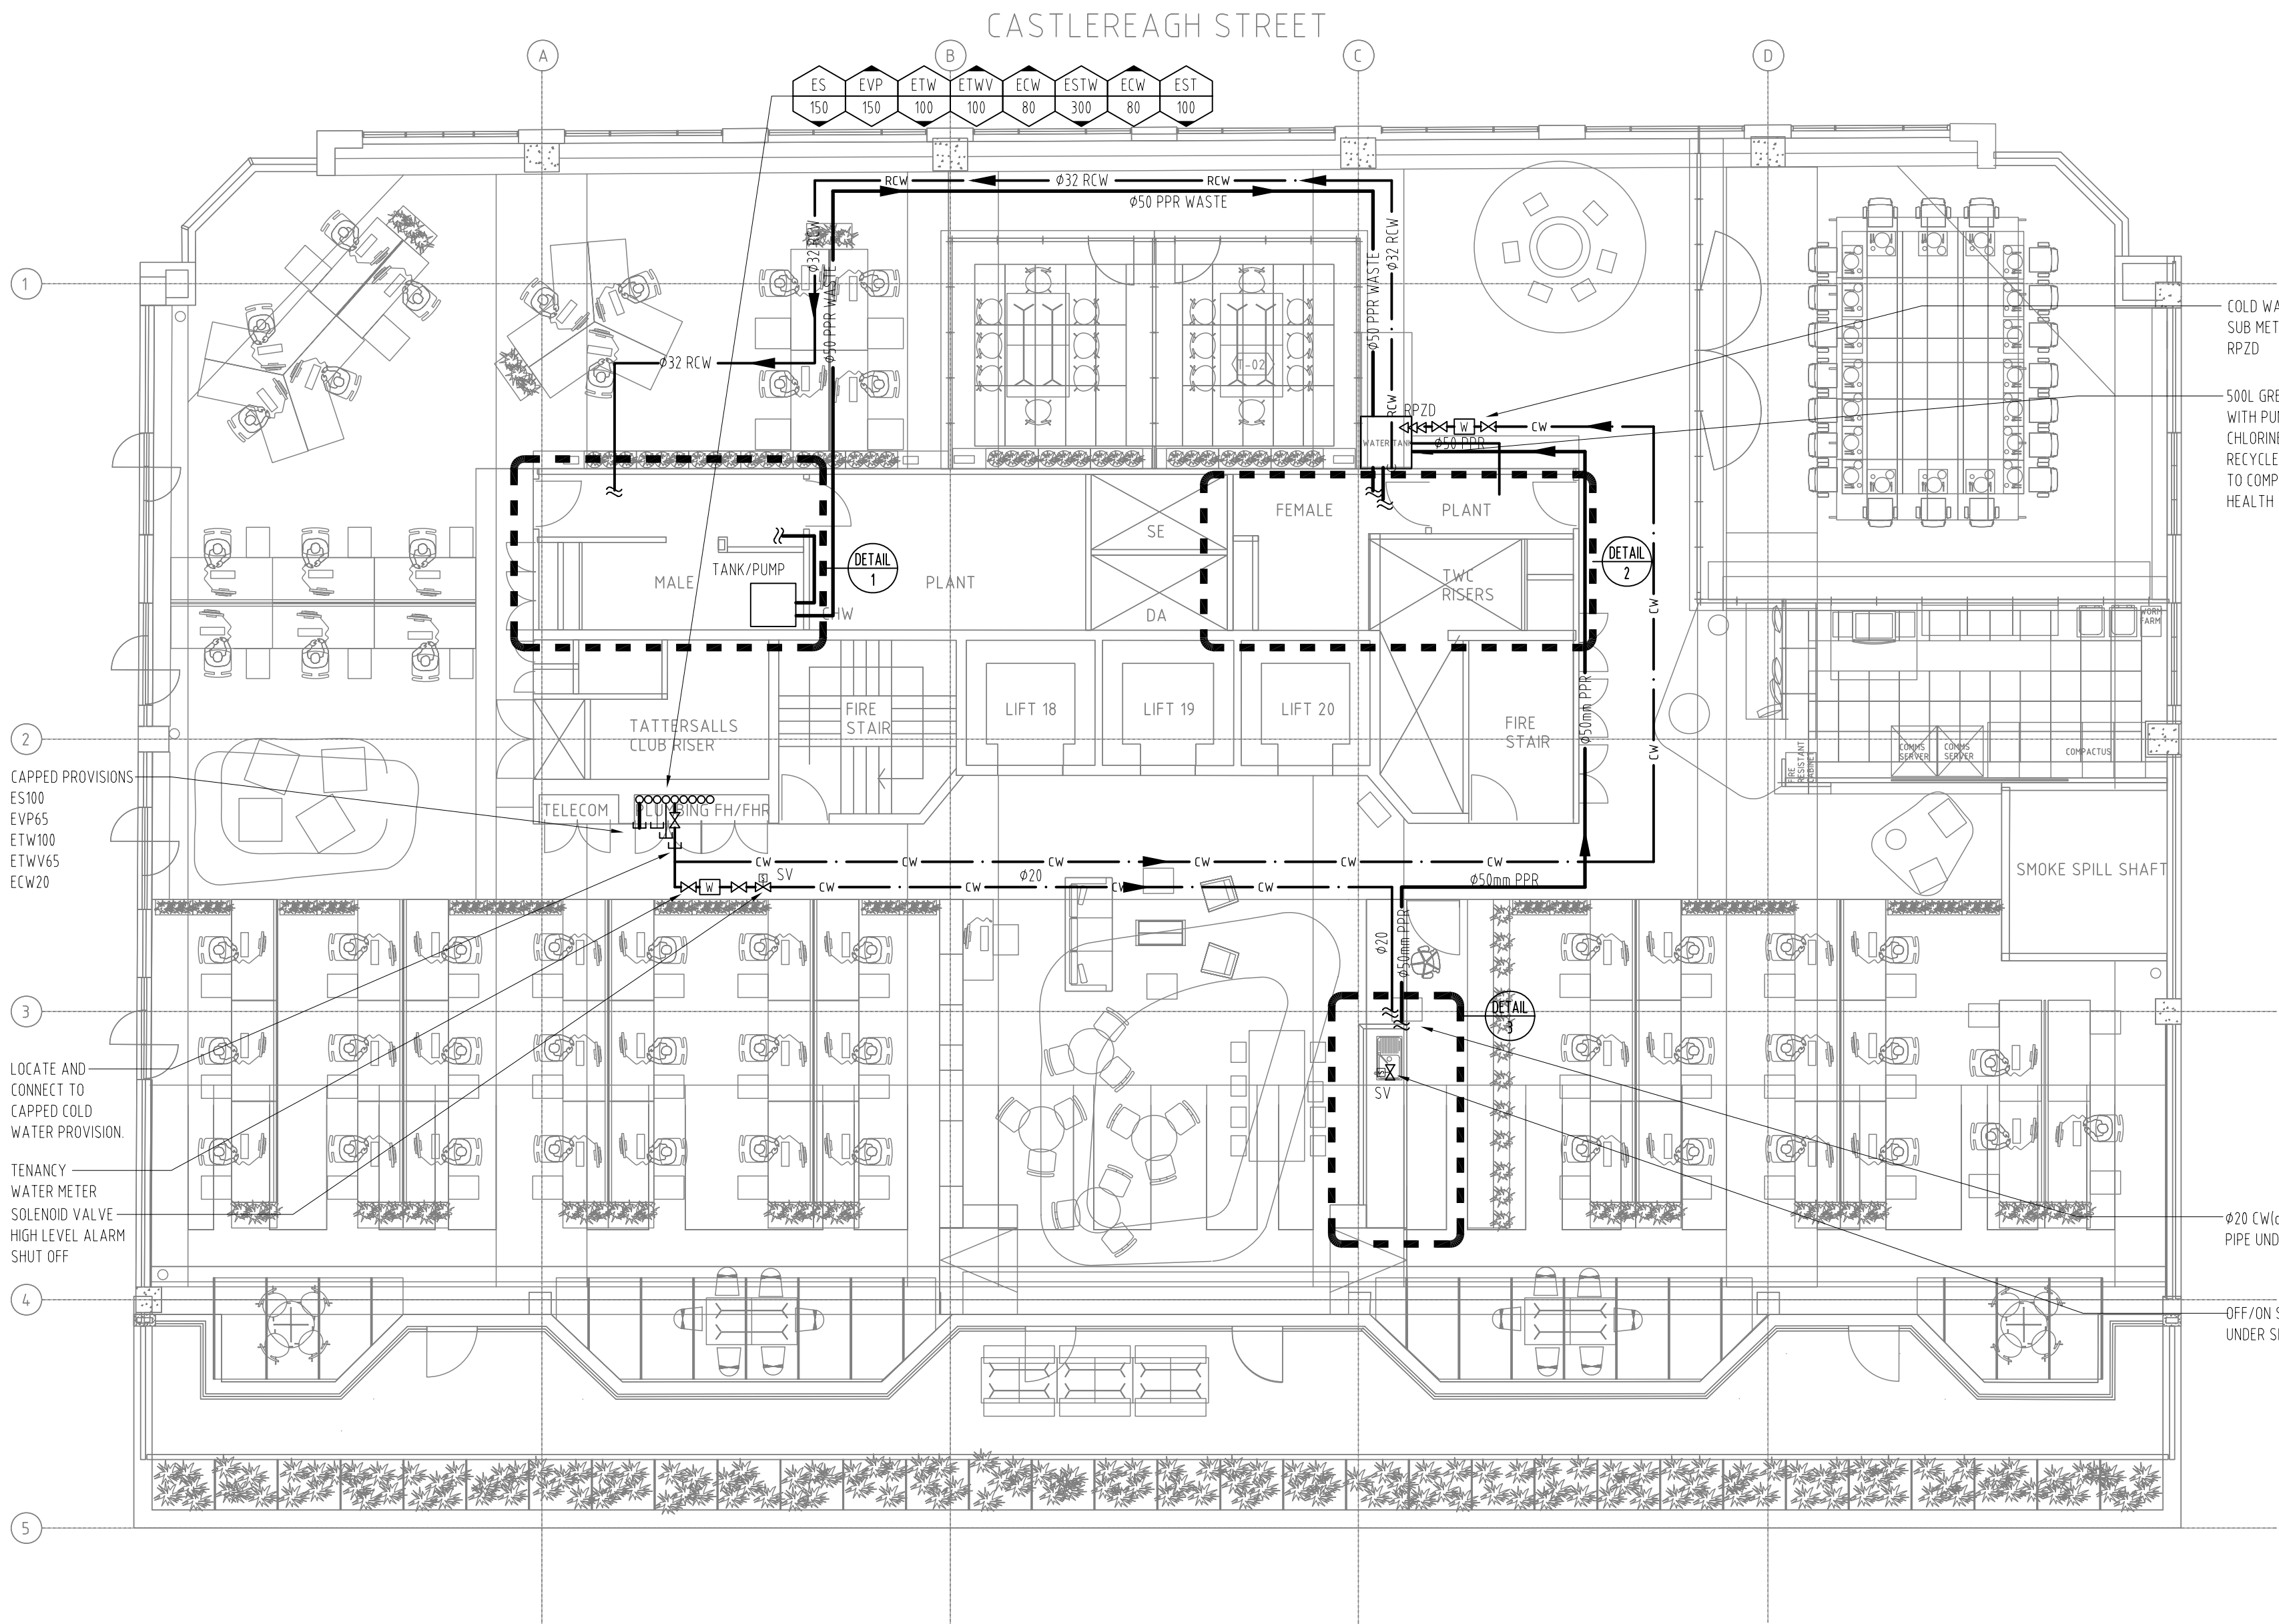 CASTLEREAGH STREET
A
B
C
D
ES
150
EVP
150
ETW
100
ETWV
100
ECW
80
ESTW
300
ECW
80
EST
100
RCW
Ø32 RCW
RCW
Ø50 PPR WASTE
Ø32 RCW
Ø50 PPR WASTE
Ø50 PPR WASTE
Ø32 RCW
RCW
1
Ø32 RCW
T-02
COLD WA
SUB MET
RPZD
500L GRE
WITH PU
CHLORINE
RECYCLE
TO COMP
HEALTH
RPZD
W
CW
WATER TANK
Ø50 PPR
FEMALE
PLANT
SE
DETAIL
1
DETAIL
2
TANK/PUMP
MALE
PLANT
TWC
RISERS
CHW
DA
CW
CW
WORM
FARM
Ø50mm PPR
LIFT 18
LIFT 19
LIFT 20
TATTERSALLS
CLUB RISER
FIRE
STAIR
FIRE
STAIR
2
COMMS
SERVER
COMMS
SERVER
COMPACTUS
FIRE
RESISTANT
CABINET
CAPPED PROVISIONS
ES100
EVP65
ETW100
ETWV65
ECW20
TELECOM
PLUMBING FH/FHR
CW
CW
CW
CW
CW
CW
SMOKE SPILL SHAFT
S
SV
W
CW
CW
Ø20
CW
CW
Ø50mm PPR
Ø20
Ø50mm PPR
3
DETAIL
3
S
SV
LOCATE AND
CONNECT TO
CAPPED COLD
WATER PROVISION.
TENANCY
WATER METER
SOLENOID VALVE
HIGH LEVEL ALARM
SHUT OFF
Ø20 CW(
PIPE UND
OFF/ON S
UNDER S
4
5